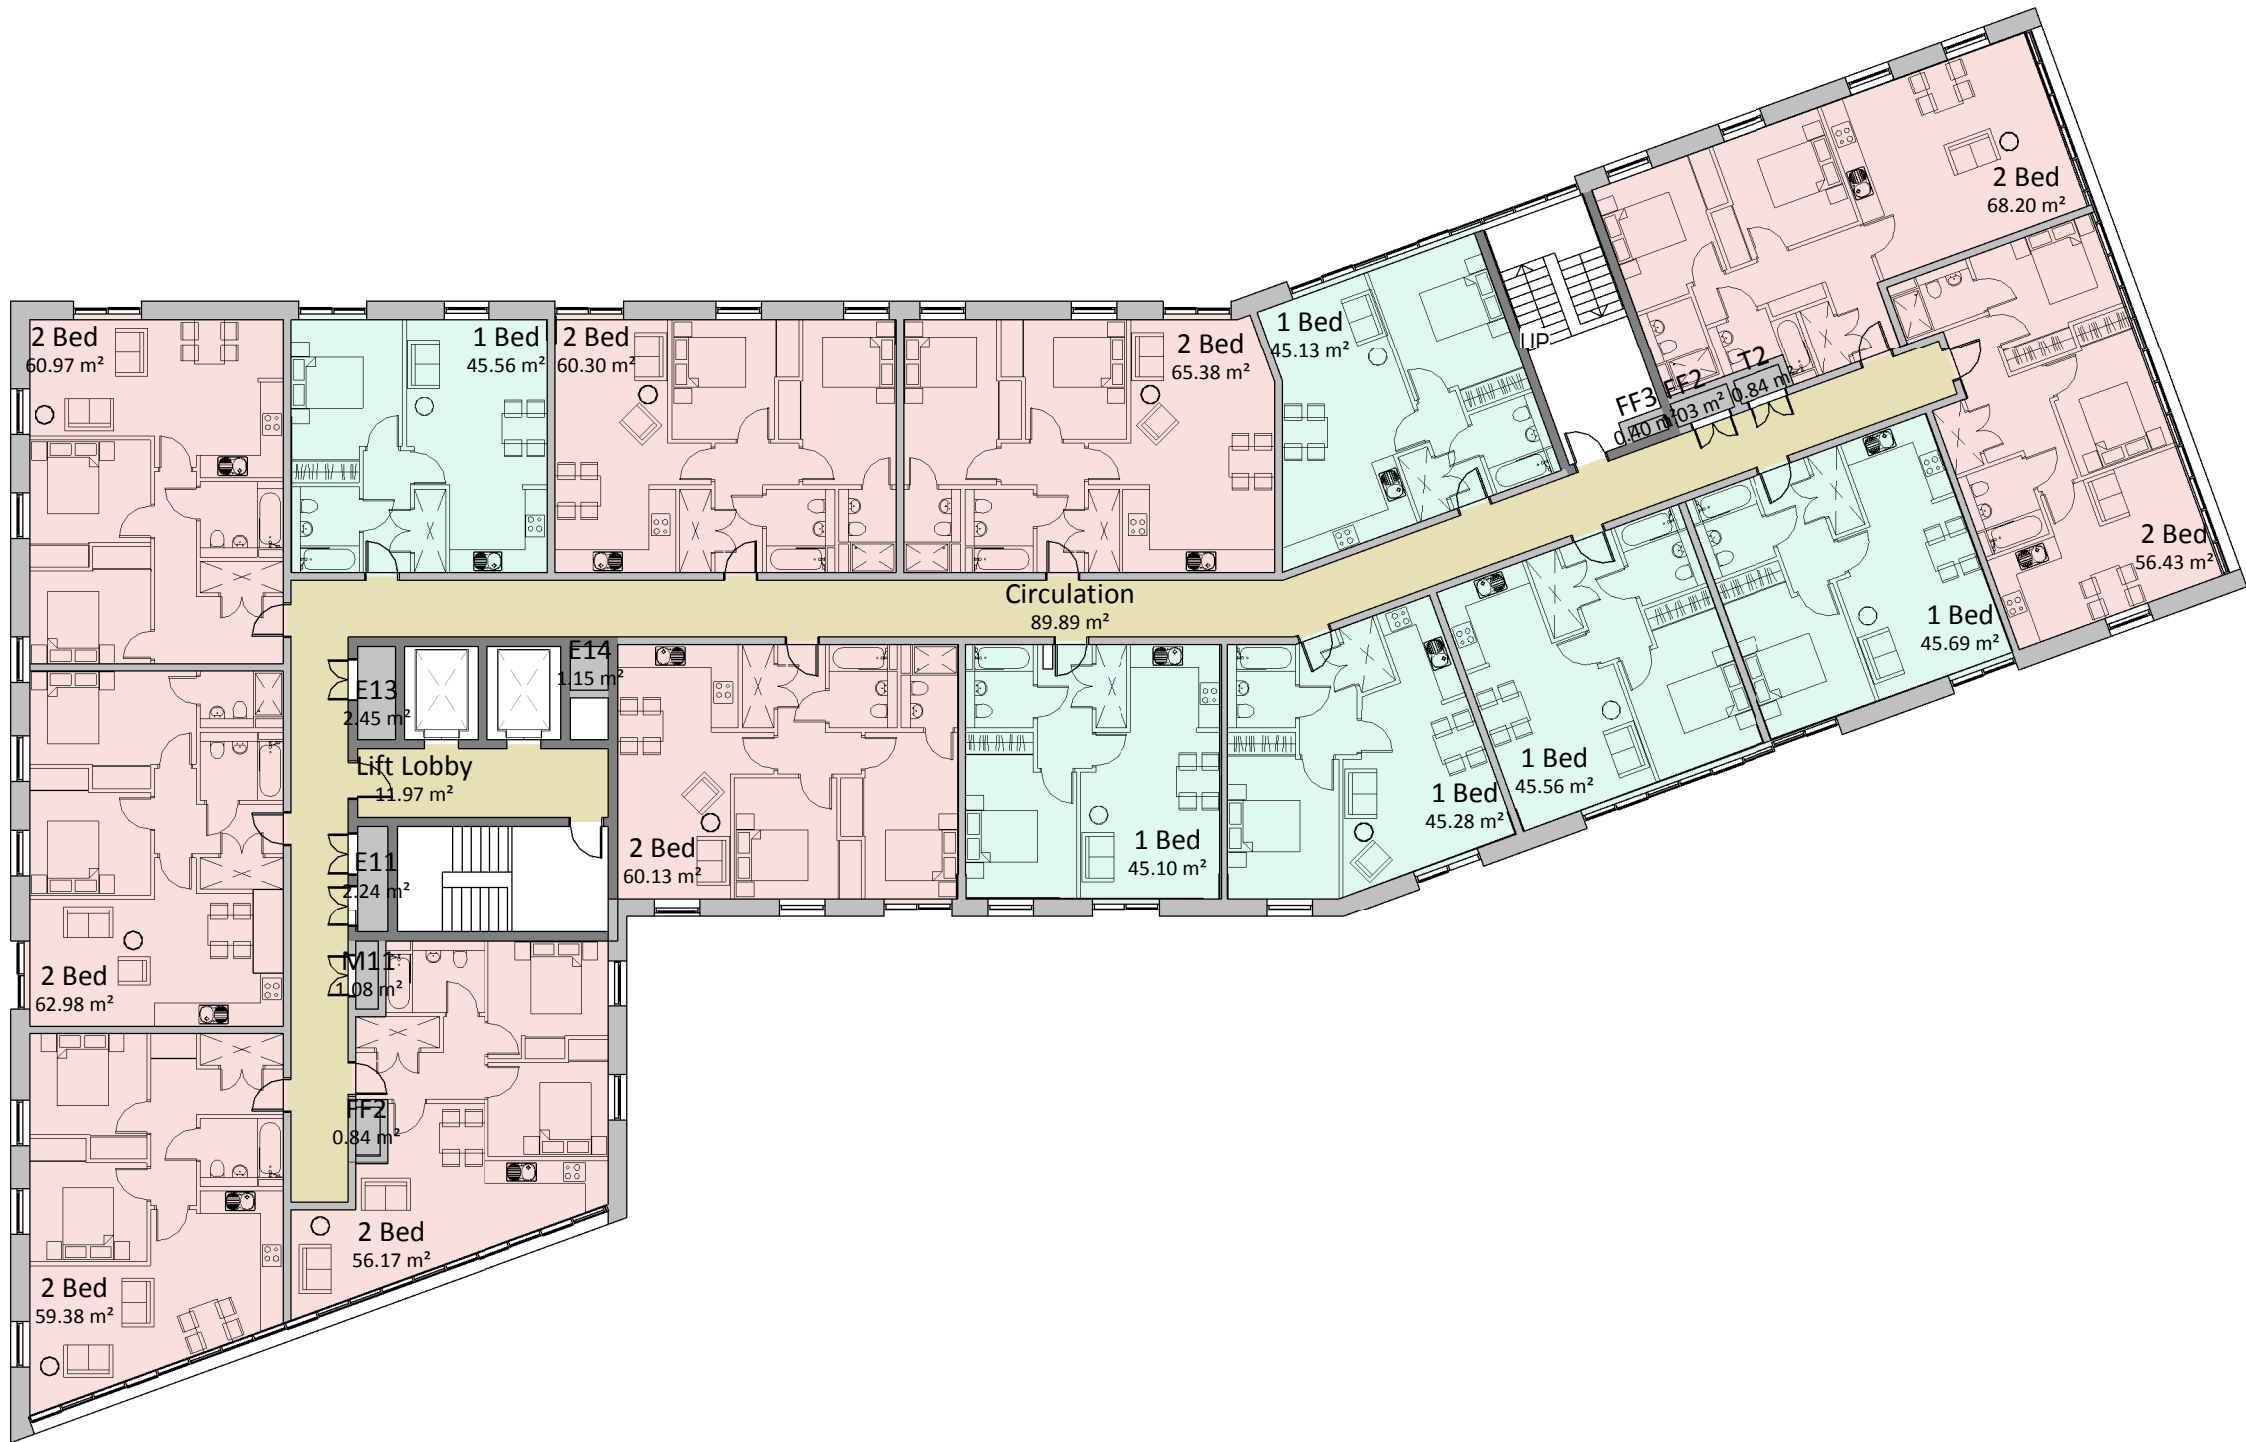 2 Bed
68.20 m²
2 Bed
60.97 m²
1 Bed
45.56 m²
2 Bed
60.30 m²
2 Bed
65.38 m²
1 Bed
45.13 m²
UP
FF3
0.40 m²
FF2
1.03 m²
T2
0.84 m²
2 Bed
56.43 m²
Circulation
89.89 m²
1 Bed
45.69 m²
E13
2.45 m²
E14
1.15 m²
Lift Lobby
11.97 m²
1 Bed
45.56 m²
1 Bed
45.28 m²
1 Bed
45.10 m²
2 Bed
60.13 m²
E11
2.24 m²
2 Bed
62.98 m²
M11
1.08 m²
FF2
0.84 m²
2 Bed
56.17 m²
2 Bed
59.38 m²